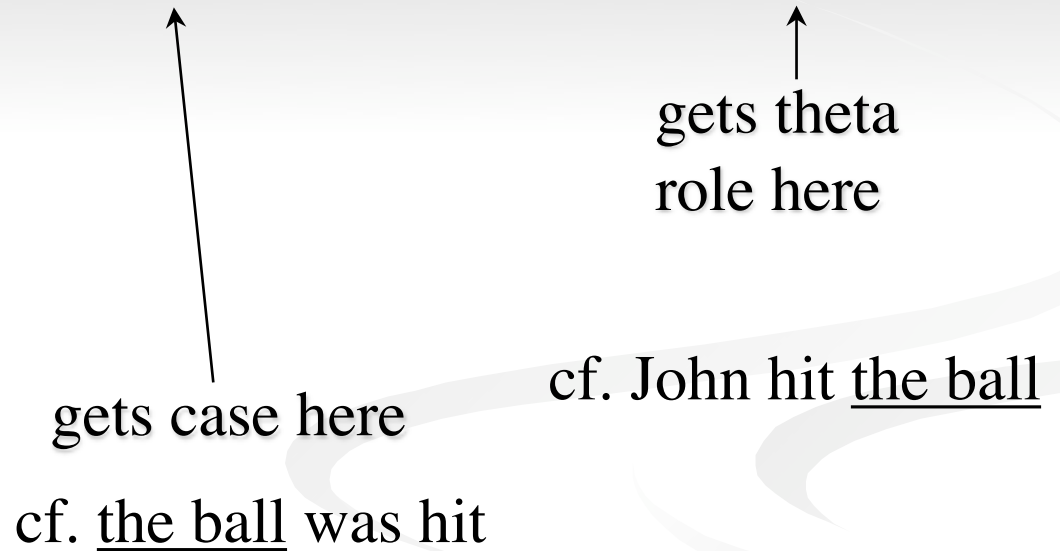 gets theta
role here
cf. John hit the ball
gets case here
cf. the ball was hit